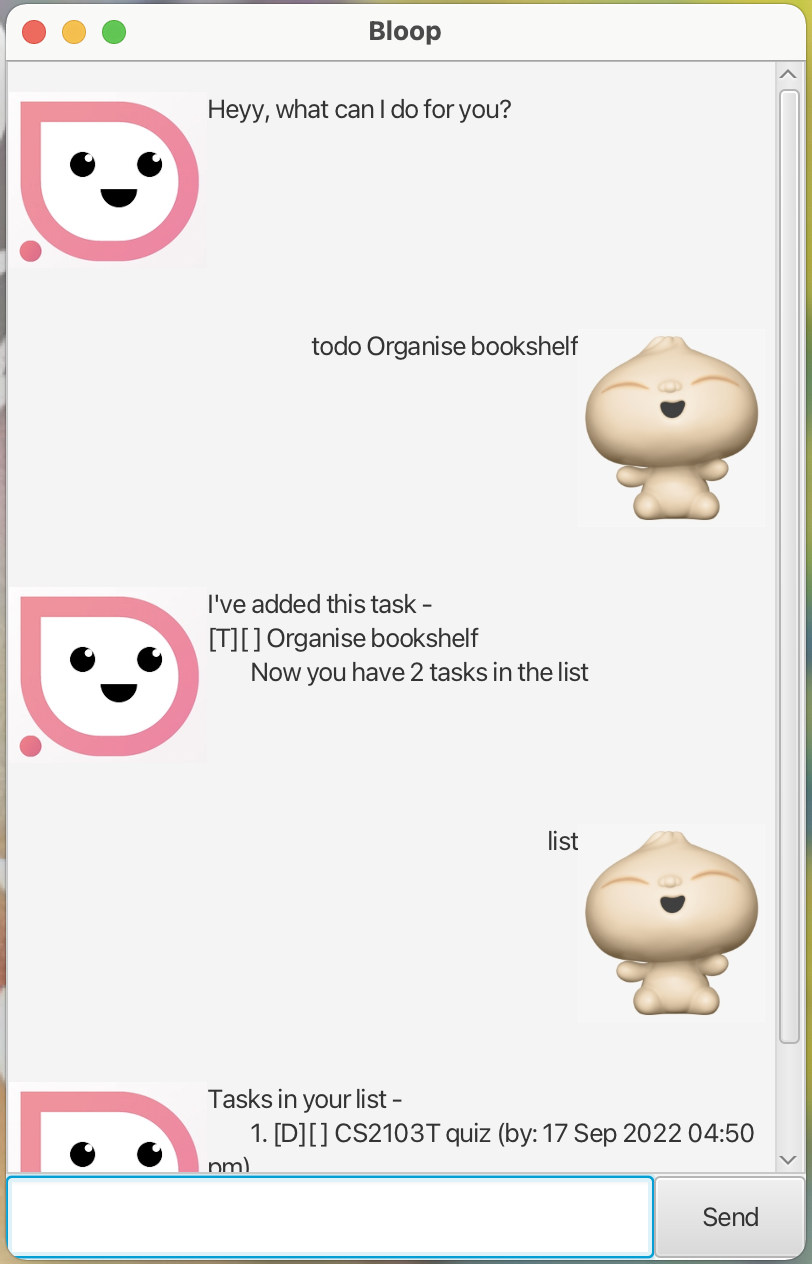 Bloop
Heyy, what can I do for you?
todo Organise bookshelf
I've added this task -
[T][ ] Organise bookshelf
Now you have 2 tasks in the list
list
Tasks in your list -
1. [D][ ] CS2103T quiz (by: 17 Sep 2022 04:50
pm)
Send